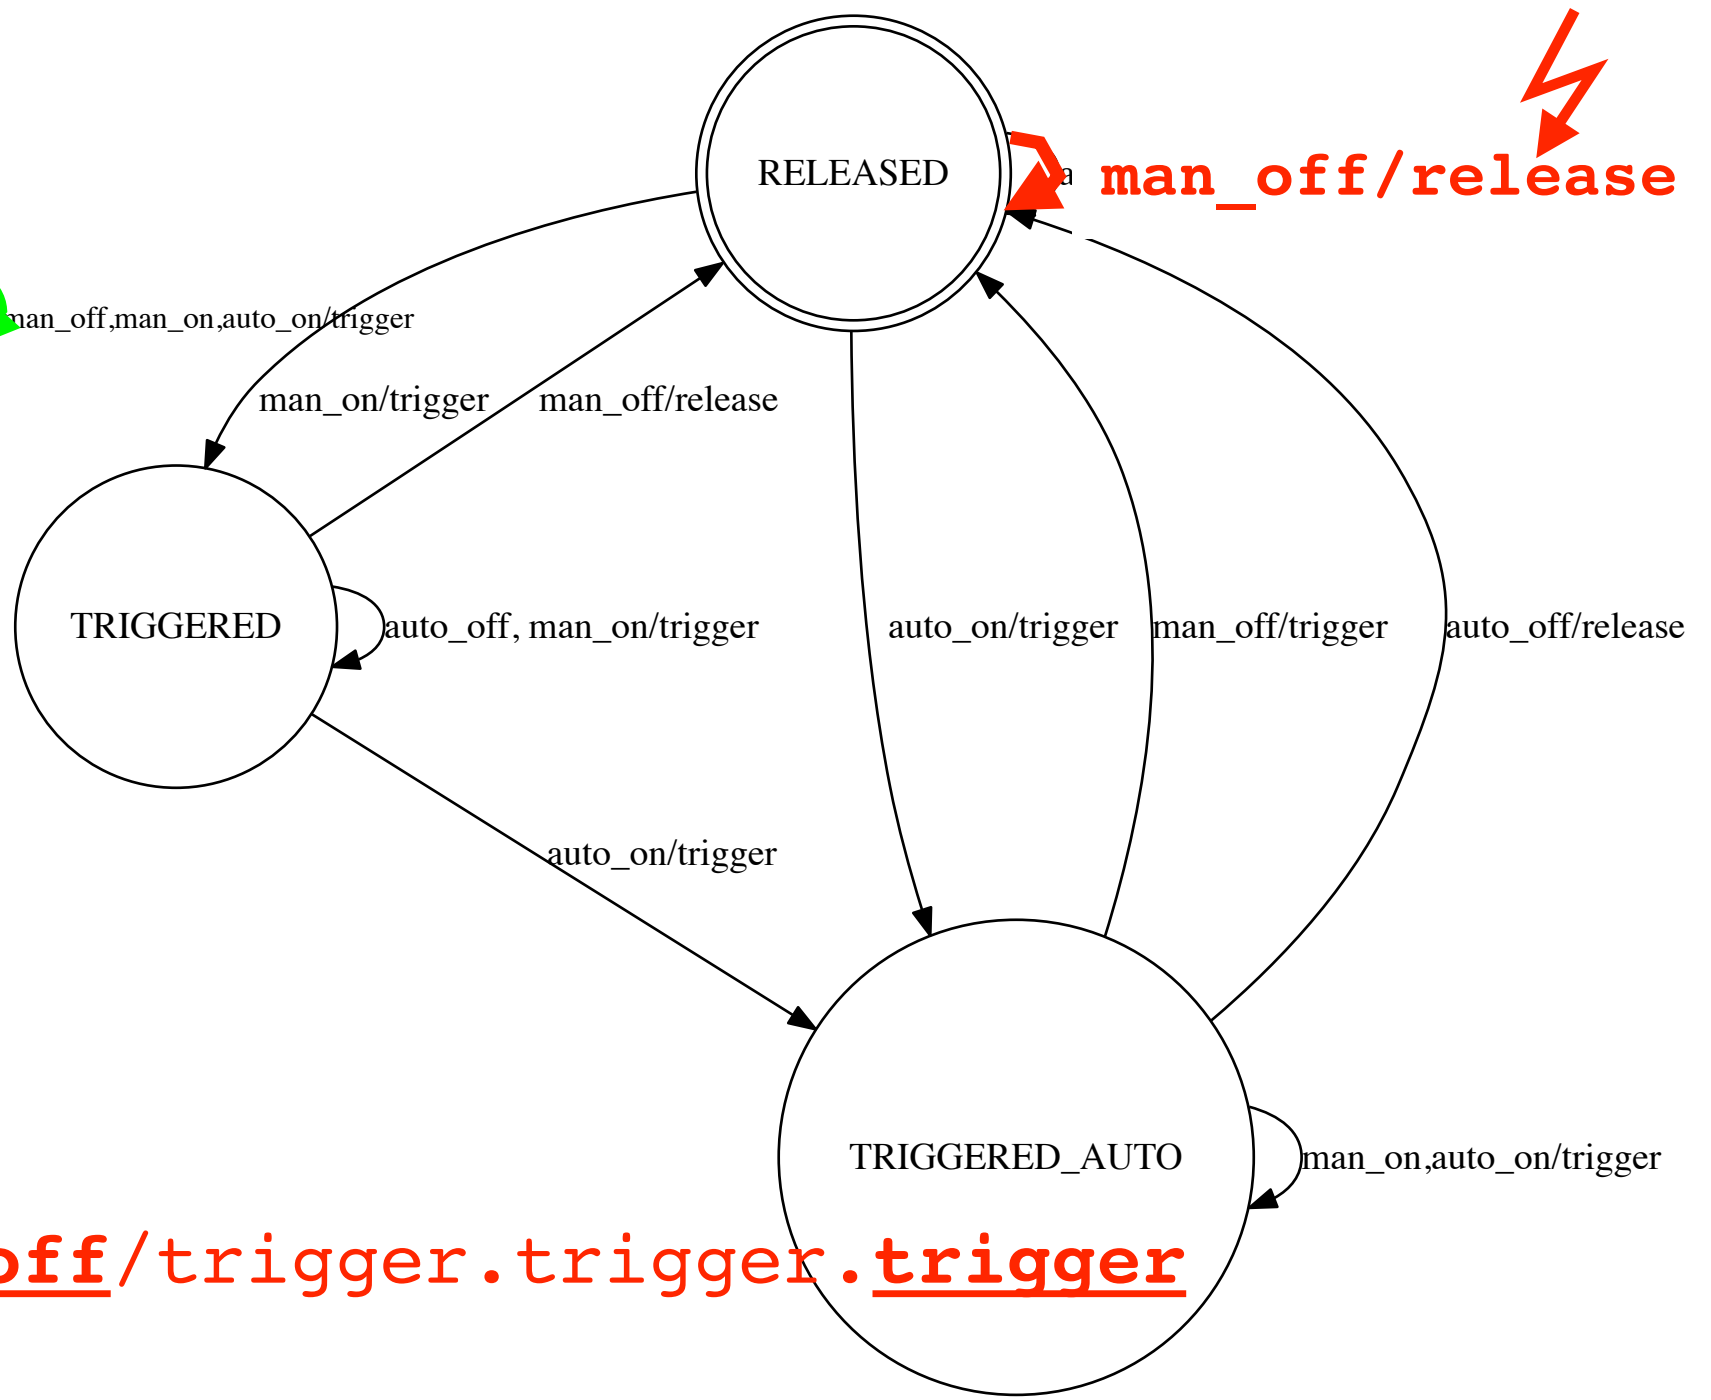 RELEASED
man_off/release
man_off,man_on,auto_on/trigger
man_on/trigger
man_off/release
TRIGGERED
auto_off, man_on/trigger
auto_on/trigger
man_off/trigger
auto_off/release
auto_on/trigger
TRIGGERED_AUTO
man_on,auto_on/trigger
off/trigger.trigger.trigger